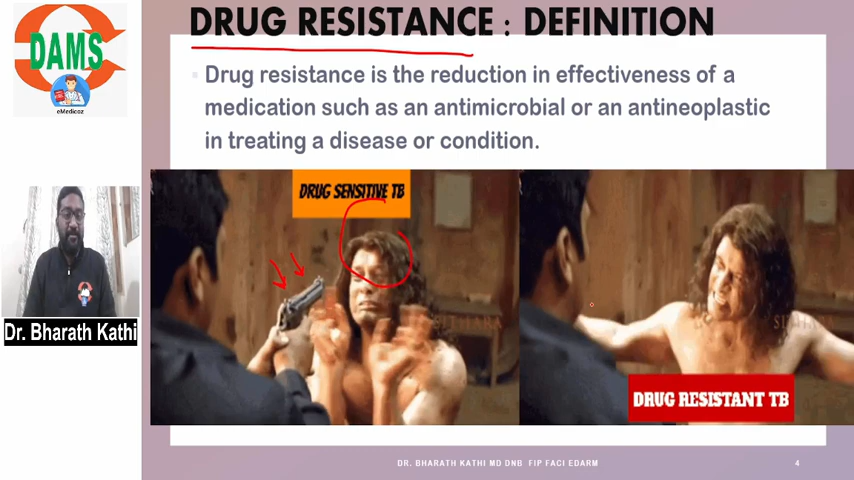 DRUG RESISTANCE : DEFINITION
DAMS
eMedicoz
Drug resistance is the reduction in effectiveness of a
medication such as an antimicrobial or an antineoplastic
in treating a disease or condition.
DRUG SENSITIVE TB
DRUG RESISTANT TB
Dr. Bharath Kathi
DR. BHARATH KATHI MD DNB FIP FACI EDARM
4